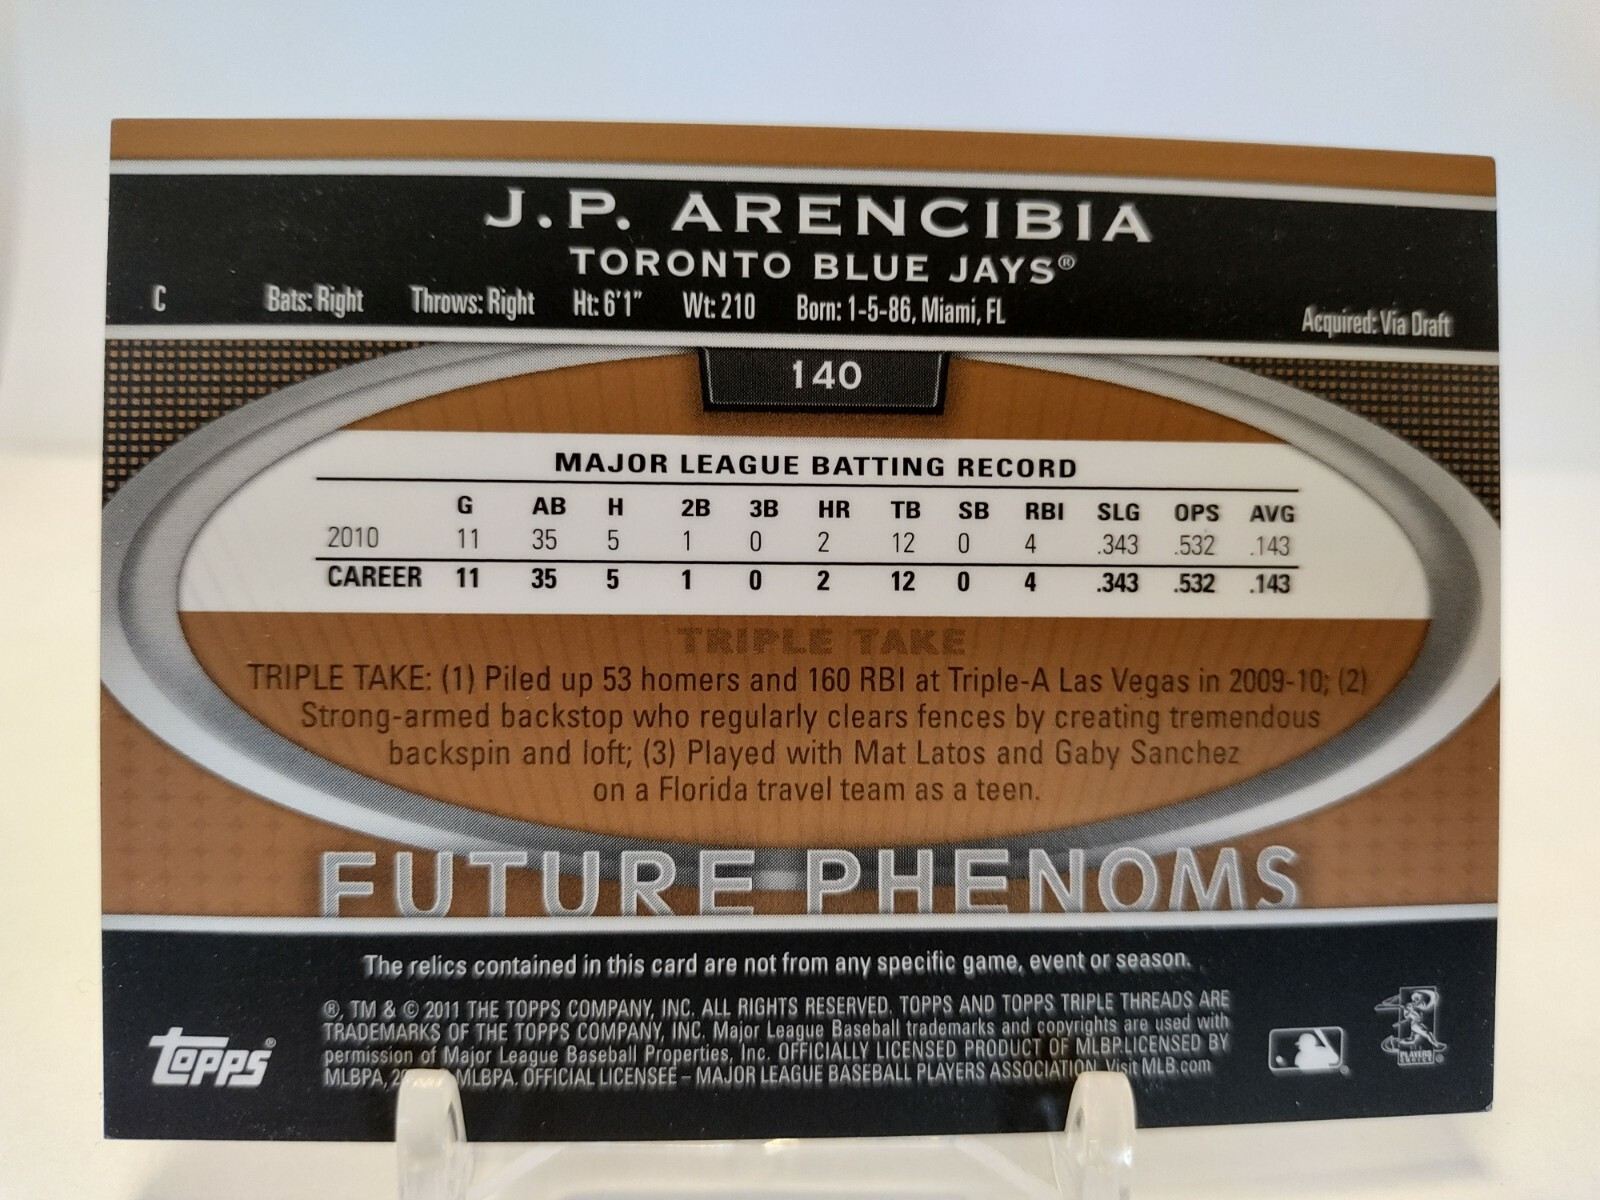 J.P. ARENCIBIA
TORONTO BLUE JAYS®
C Bats: Right Throws: Right Ht: 6'1" Wt: 210 Born: 1-5-86, Miami, FL Acquired: Via Draft
140
MAJOR LEAGUE BATTING RECORD
G AB H 2B 3B HR TB SB RBI SLG OPS AVG
2010 11 35 5 1 0 2 12 0 4 .343 .532 .143
CAREER 11 35 5 1 0 2 12 0 4 .343 .532 .143
TRIPLE TAKE
TRIPLE TAKE: (1) Piled up 53 homers and 160 RBI at Triple-A Las Vegas in 2009-10; (2)
Strong-armed backstop who regularly clears fences by creating tremendous
backspin and loft; (3) Played with Mat Latos and Gaby Sanchez
on a Florida travel team as a teen.
FUTURE PHENOMS
The relics contained in this card are not from any specific game, event or season.
®, TM & © 2011 THE TOPPS COMPANY, INC. ALL RIGHTS RESERVED. TOPPS AND TOPPS TRIPLE THREADS ARE
TRADEMARKS OF THE TOPPS COMPANY, INC. Major League Baseball trademarks and copyrights are used with
permission of Major League Baseball Properties, Inc. OFFICIALLY LICENSED PRODUCT OF MLBP.LICENSED BY
MLBPA, MLBPA. OFFICIAL LICENSEE – MAJOR LEAGUE BASEBALL PLAYERS ASSOCIATION. Visit MLB.com
topps®
PLAYERS CHOICE ®